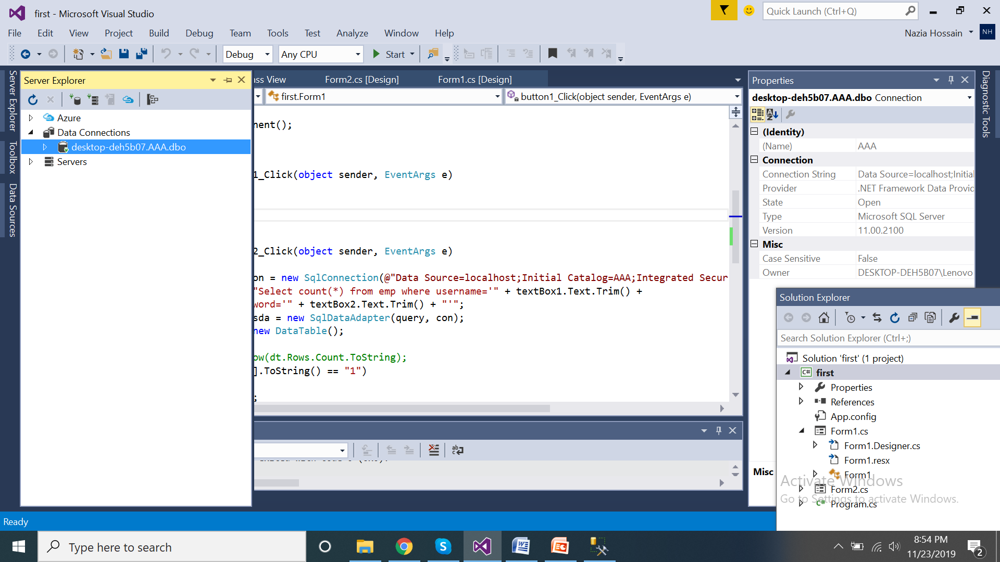 first - Microsoft Visual Studio
Quick Launch (Ctrl+Q)
File Edit View Project Build Debug Team Tools Test Analyze Window Help
Nazia Hossain NH
Debug Any CPU Start
Server Explorer
Toolbox
Data Sources
Server Explorer
Azure
Data Connections
desktop-deh5b07.AAA.dbo
Servers
ss View Form2.cs [Design] Form1.cs [Design]
first.Form1 button1_Click(object sender, EventArgs e)
nent();
1_Click(object sender, EventArgs e)
2_Click(object sender, EventArgs e)
on = new SqlConnection(@"Data Source=localhost;Initial Catalog=AAA;Integrated Secur
"Select count(*) from emp where username='" + textBox1.Text.Trim() +
word='" + textBox2.Text.Trim() + "'";
sda = new SqlDataAdapter(query, con);
new DataTable();
ow(dt.Rows.Count.ToString);
].ToString() == "1")
;
Properties
desktop-deh5b07.AAA.dbo Connection
(Identity)
(Name) AAA
Connection
Connection String Data Source=localhost;Initial
Provider .NET Framework Data Provid
State Open
Type Microsoft SQL Server
Version 11.00.2100
Misc
Case Sensitive False
Owner DESKTOP-DEH5B07\Lenovo
Misc
Diagnostic Tools
Solution Explorer
Search Solution Explorer (Ctrl+;)
Solution 'first' (1 project)
C# first
Properties
References
App.config
Form1.cs
Form1.Designer.cs
Form1.resx
Form1
Form2.cs
C# Program.cs
Activate Windows
Go to Settings to activate Windows.
Ready
Type here to search
8:54 PM
11/23/2019
2